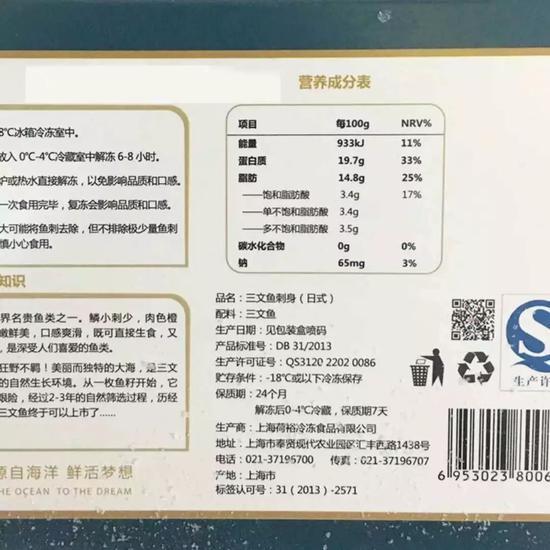 8℃冰箱冷冻室中。
放入 0℃-4℃冷藏室中解冻 6-8 小时。
炉或热水直接解冻，以免影响品质和口感。
一次食用完毕，复冻会影响品质和口感。
大可能将鱼刺去除，但不排除极少量鱼刺
慎小心食用。
知识
界名贵鱼类之一。鳞小刺少，肉色橙
嫩鲜美，口感爽滑，既可直接生食，又
是深受人们喜爱的鱼类。
狂野不羁！美丽而独特的大海，是三文
的自然生长环境。从一枚鱼籽开始，它
艰险，经过2-3年的自然筛选过程，历经
三文鱼终于可以上市了......
源自海洋 鲜活梦想
THE OCEAN TO THE DREAM
营养成分表
项目 每100g NRV%
能量 933kJ 11%
蛋白质 19.7g 33%
脂肪 14.8g 25%
——饱和脂肪酸 3.4g 17%
——单不饱和脂肪酸 3.4g
——多不饱和脂肪酸 3.5g
碳水化合物 0g 0%
钠 65mg 3%
品名：三文鱼刺身（日式）
配料：三文鱼
生产日期：见包装盒喷码
产品标准号：DB 31/2013
生产许可证号：QS3120 2202 0086
贮存条件：-18℃或以下冷冻保存
保质期：24个月
解冻后0-4℃冷藏，保质期7天
生产商：上海荷裕冷冻食品有限公司
地址：上海市奉贤现代农业园区汇丰西路1438号
电话：021-37196700 传真：021-37196707
产地：上海市
标签认可号：31（2013）-2571
生产许
6 953023 8006